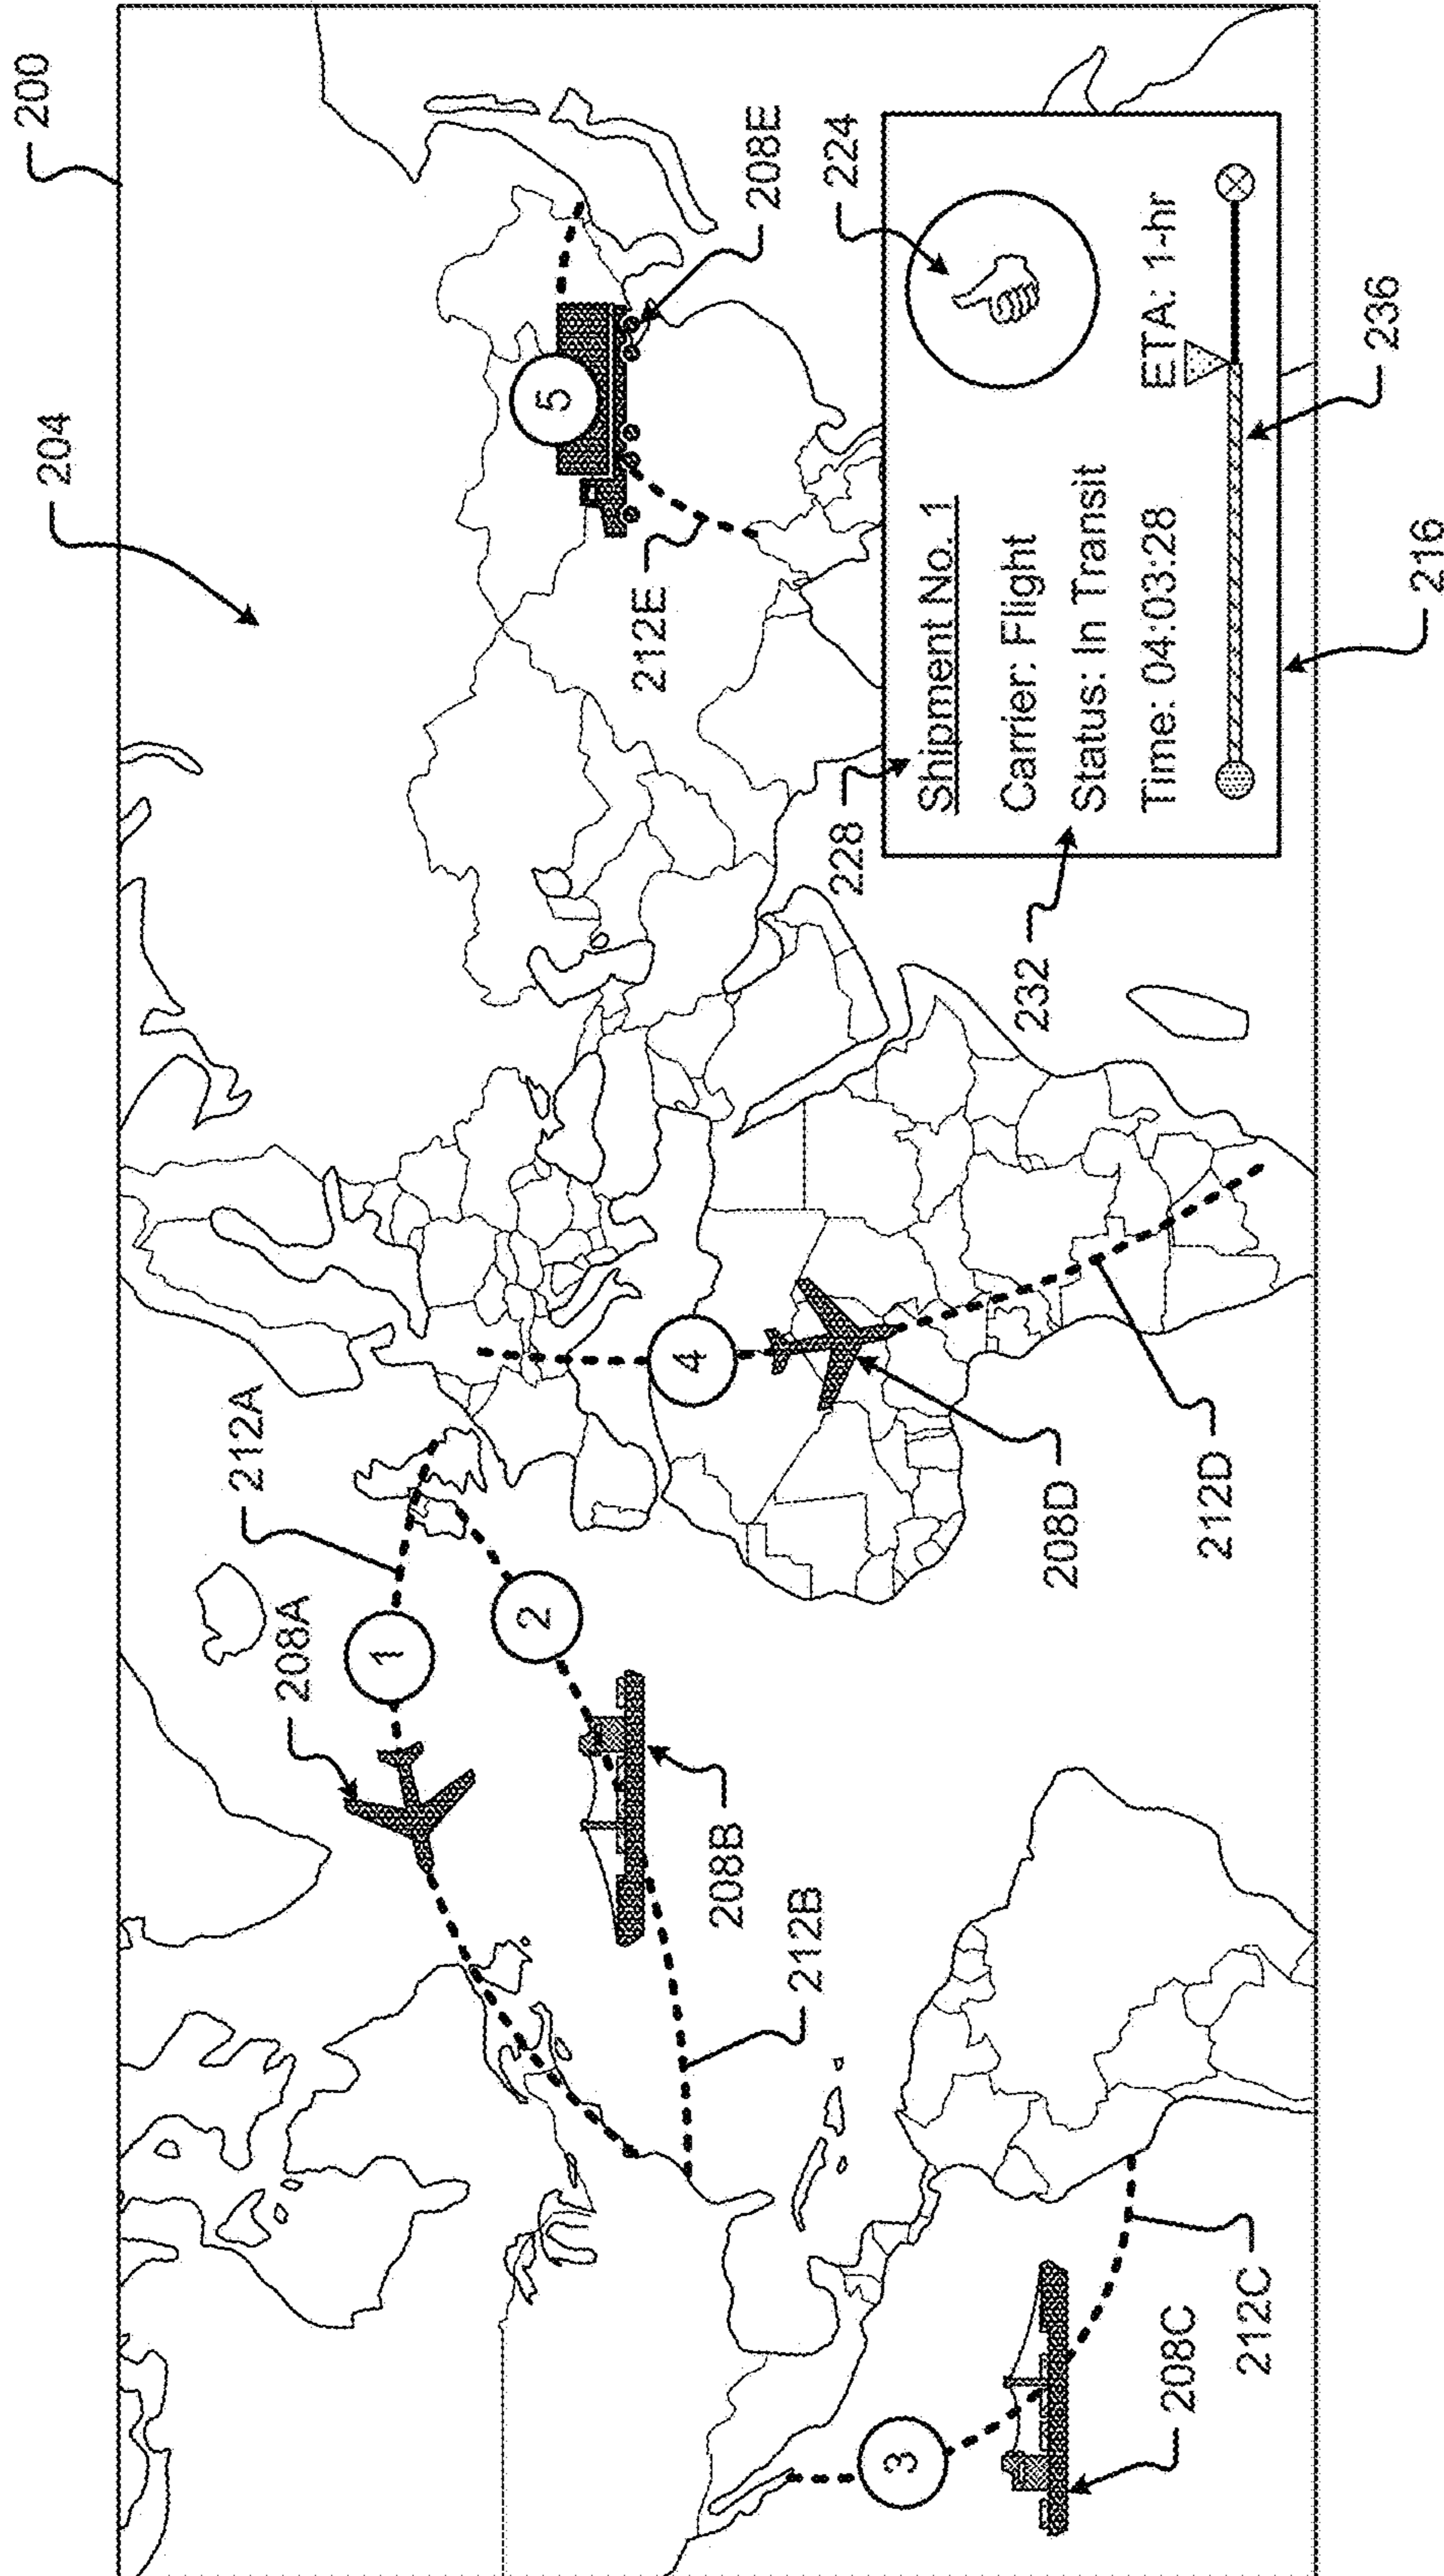 200
204
212A
208A
1
2
208B
212B
3
208C
212C
4
208D
212D
5
208E
212E
224
228
Shipment No. 1
Carrier: Flight
232
Status: In Transit
Time: 04:03:28 ETA: 1-hr
236
216